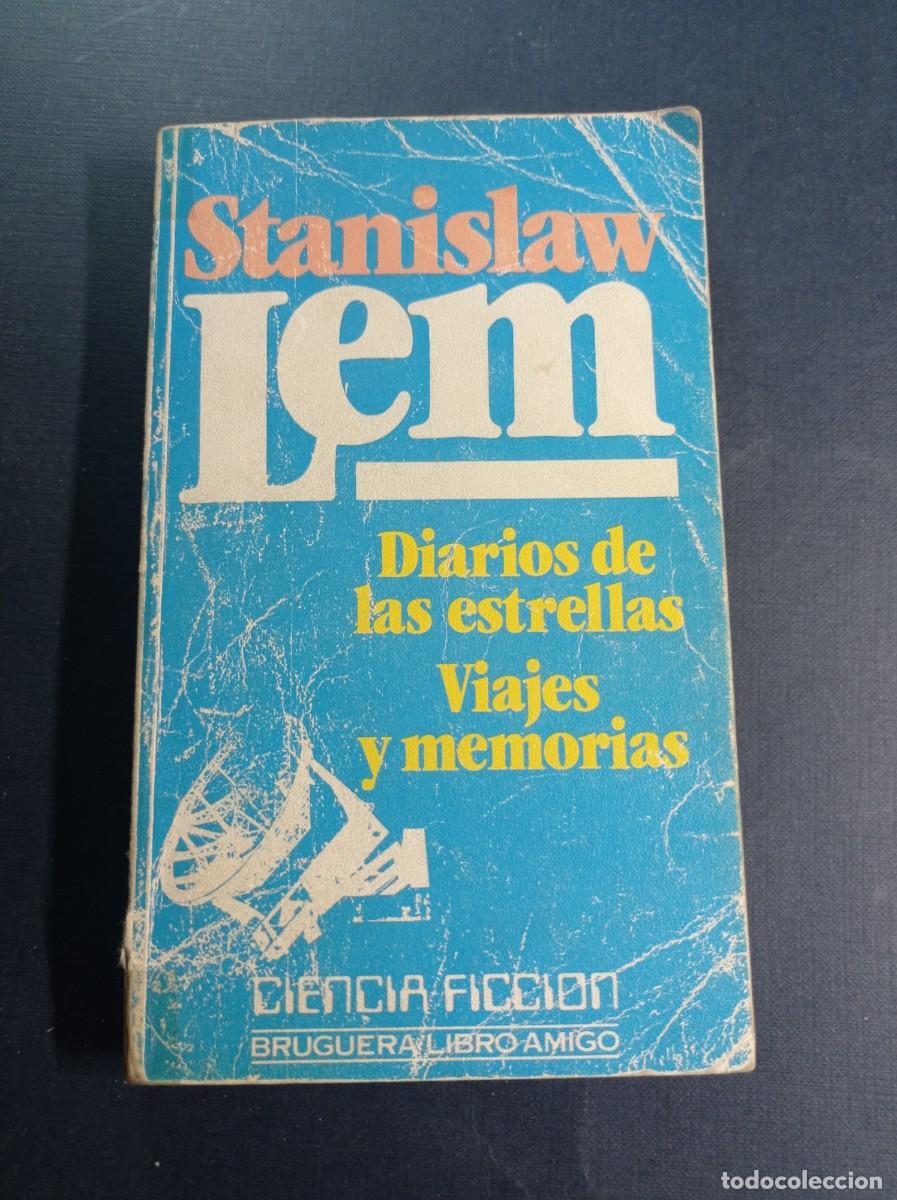 Stanislaw
Lem
Diarios de
las estrellas
Viajes
y memorias
CIENCIA FICCION
BRUGUERA LIBRO AMIGO
todocoleccion